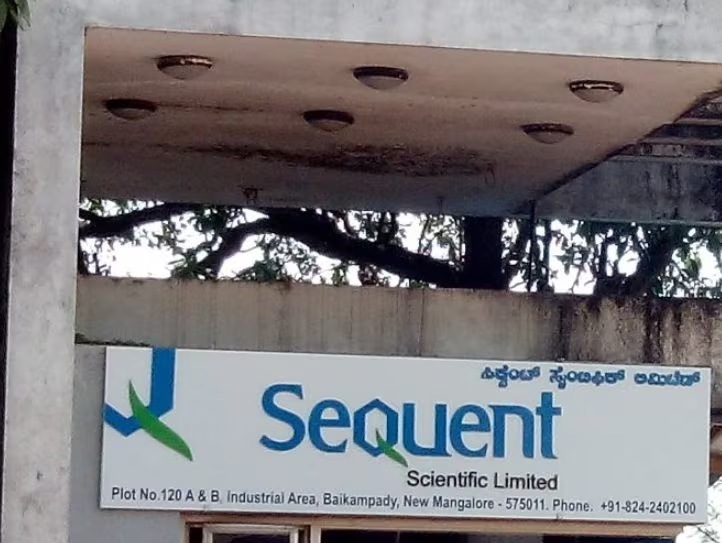 ಸಿಕ್ವೆಂಟ್ ಸೈಂಟಿಫಿಕ್ ಲಿಮಿಟೆಡ್
Sequent
Scientific Limited
Plot No.120 A & B, Industrial Area, Baikampady, New Mangalore - 575011. Phone. +91-824-2402100